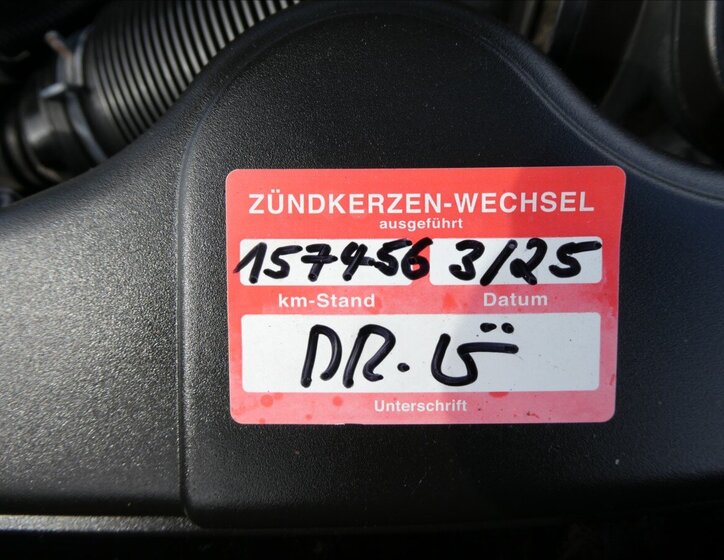 ZÜNDKERZEN-WECHSEL
ausgeführt
157456 3/25
km-Stand Datum
DR. Ü
Unterschrift